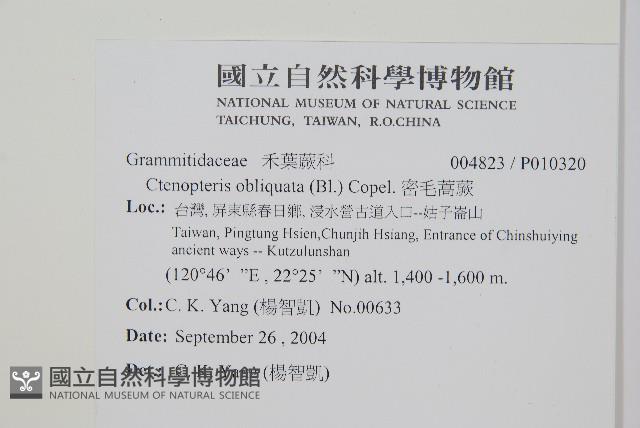 國立自然科學博物館
NATIONAL MUSEUM OF NATURAL SCIENCE
TAICHUNG, TAIWAN, R.O.CHINA
Grammitidaceae 禾葉蕨科 004823 / P010320
Ctenopteris obliquata (Bl.) Copel. 密毛蒿蕨
Loc.: 台灣, 屏東縣春日鄉, 浸水營古道入口--姑子崙山
Taiwan, Pingtung Hsien,Chunjih Hsiang, Entrance of Chinshuiying
ancient ways -- Kutzulunshan
(120°46’ ”E , 22°25’ ”N) alt. 1,400 -1,600 m.
Col.: C. K. Yang (楊智凱) No.00633
Date: September 26 , 2004
Det.: C. K. Yang (楊智凱)
國立自然科學博物館
NATIONAL MUSEUM OF NATURAL SCIENCE